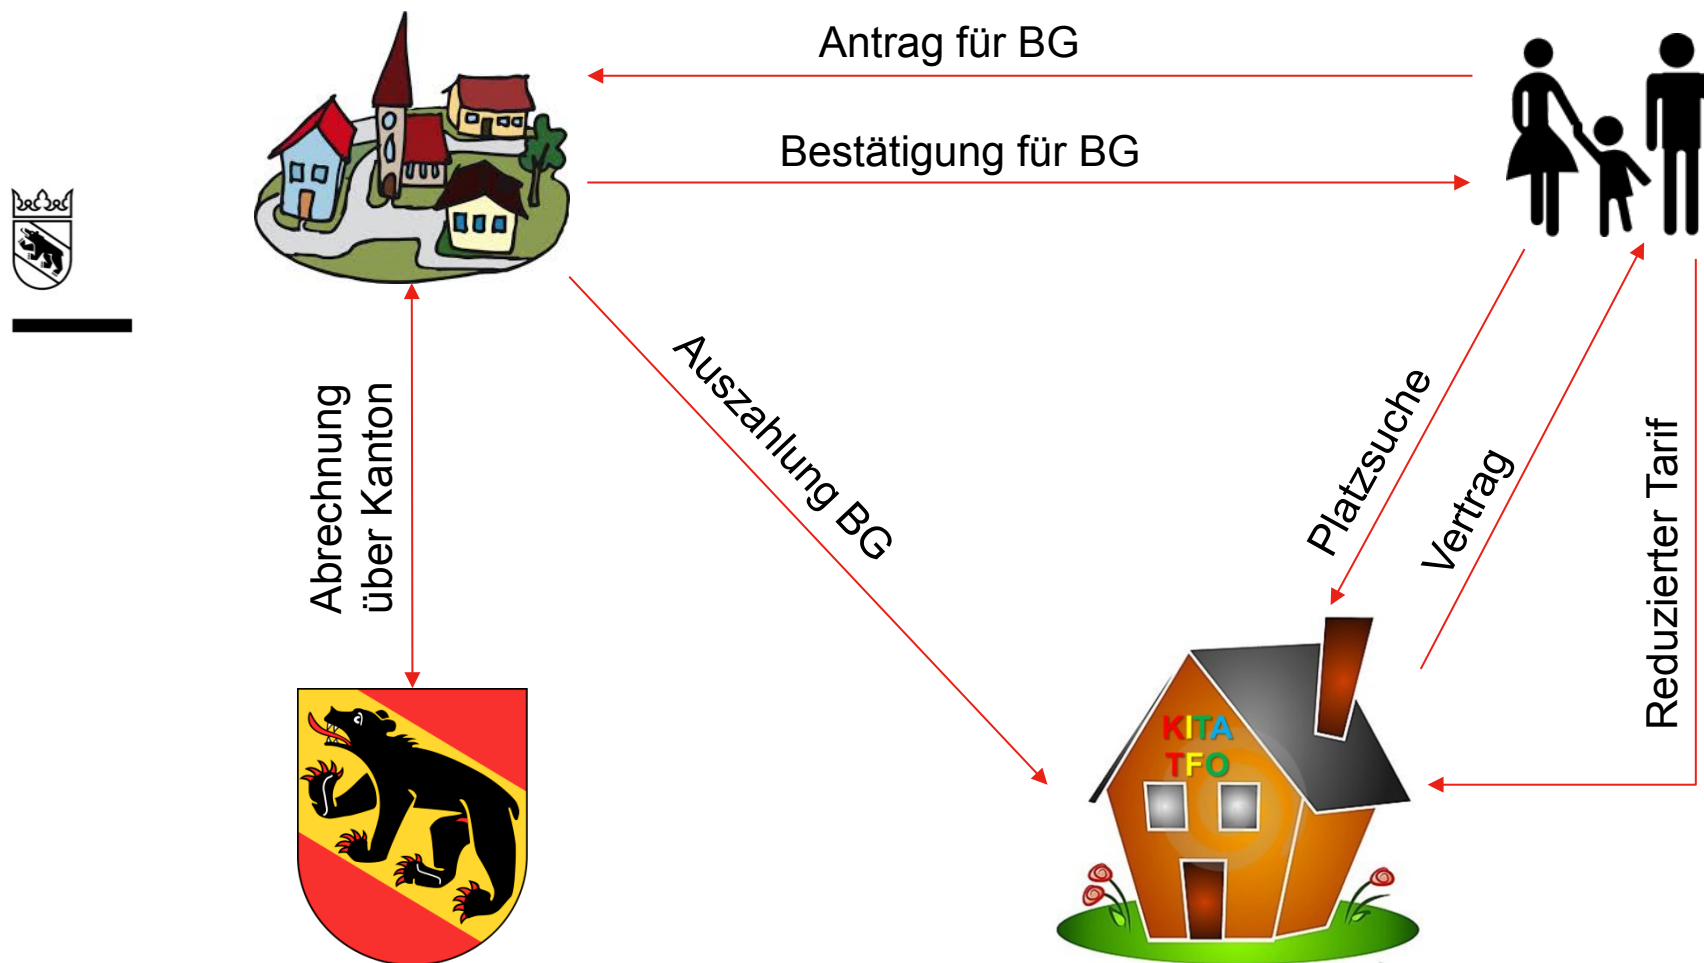 Antrag für BG
Bestätigung für BG
Abrechnung
über Kanton
Auszahlung BG
Platzsuche
Vertrag
Reduzierter Tarif
KITA
TFO